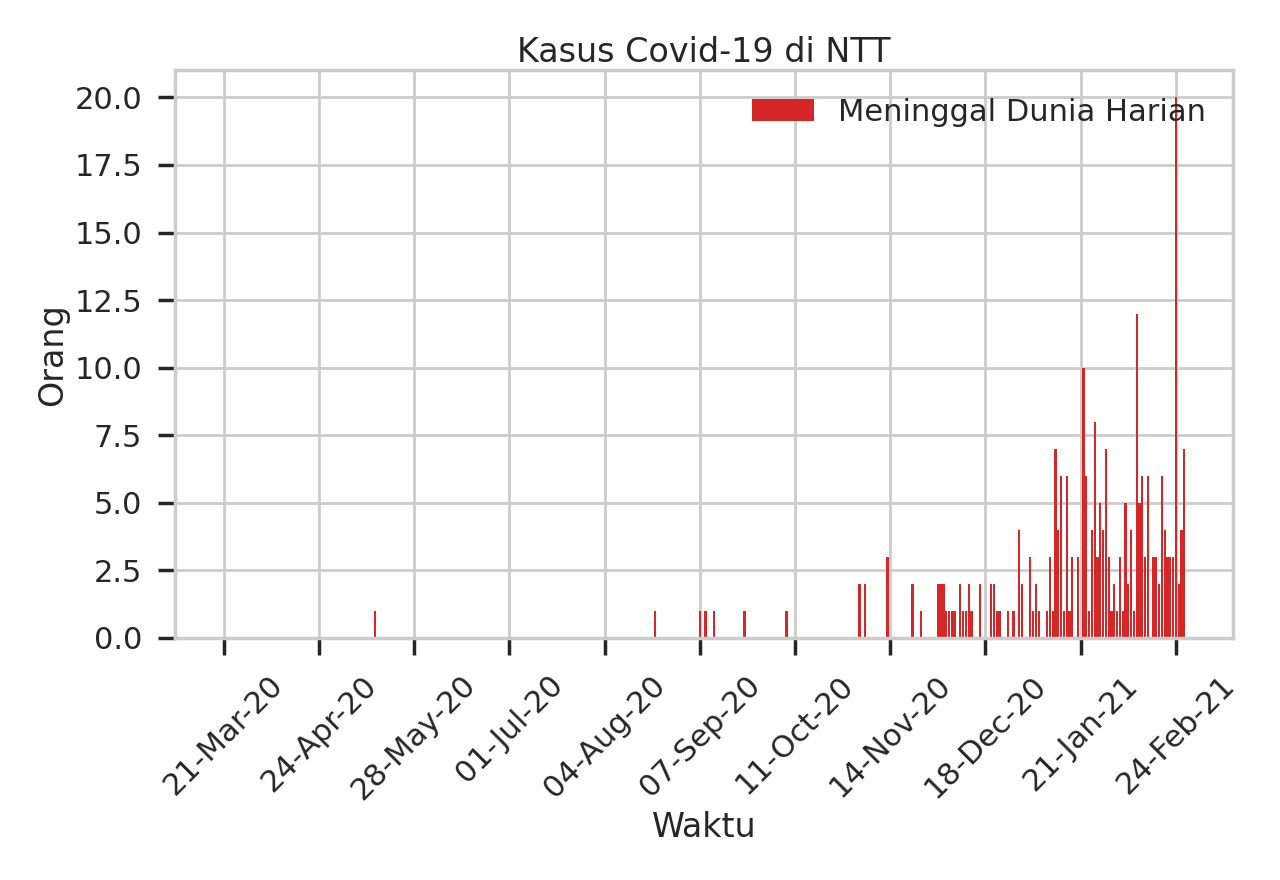 Kasus Covid-19 di NTT
Meninggal Dunia Harian
20.0
17.5
15.0
12.5
10.0
7.5
5.0
2.5
0.0
Orang
21-Mar-20
24-Apr-20
28-May-20
01-Jul-20
04-Aug-20
07-Sep-20
11-Oct-20
14-Nov-20
18-Dec-20
21-Jan-21
24-Feb-21
Waktu